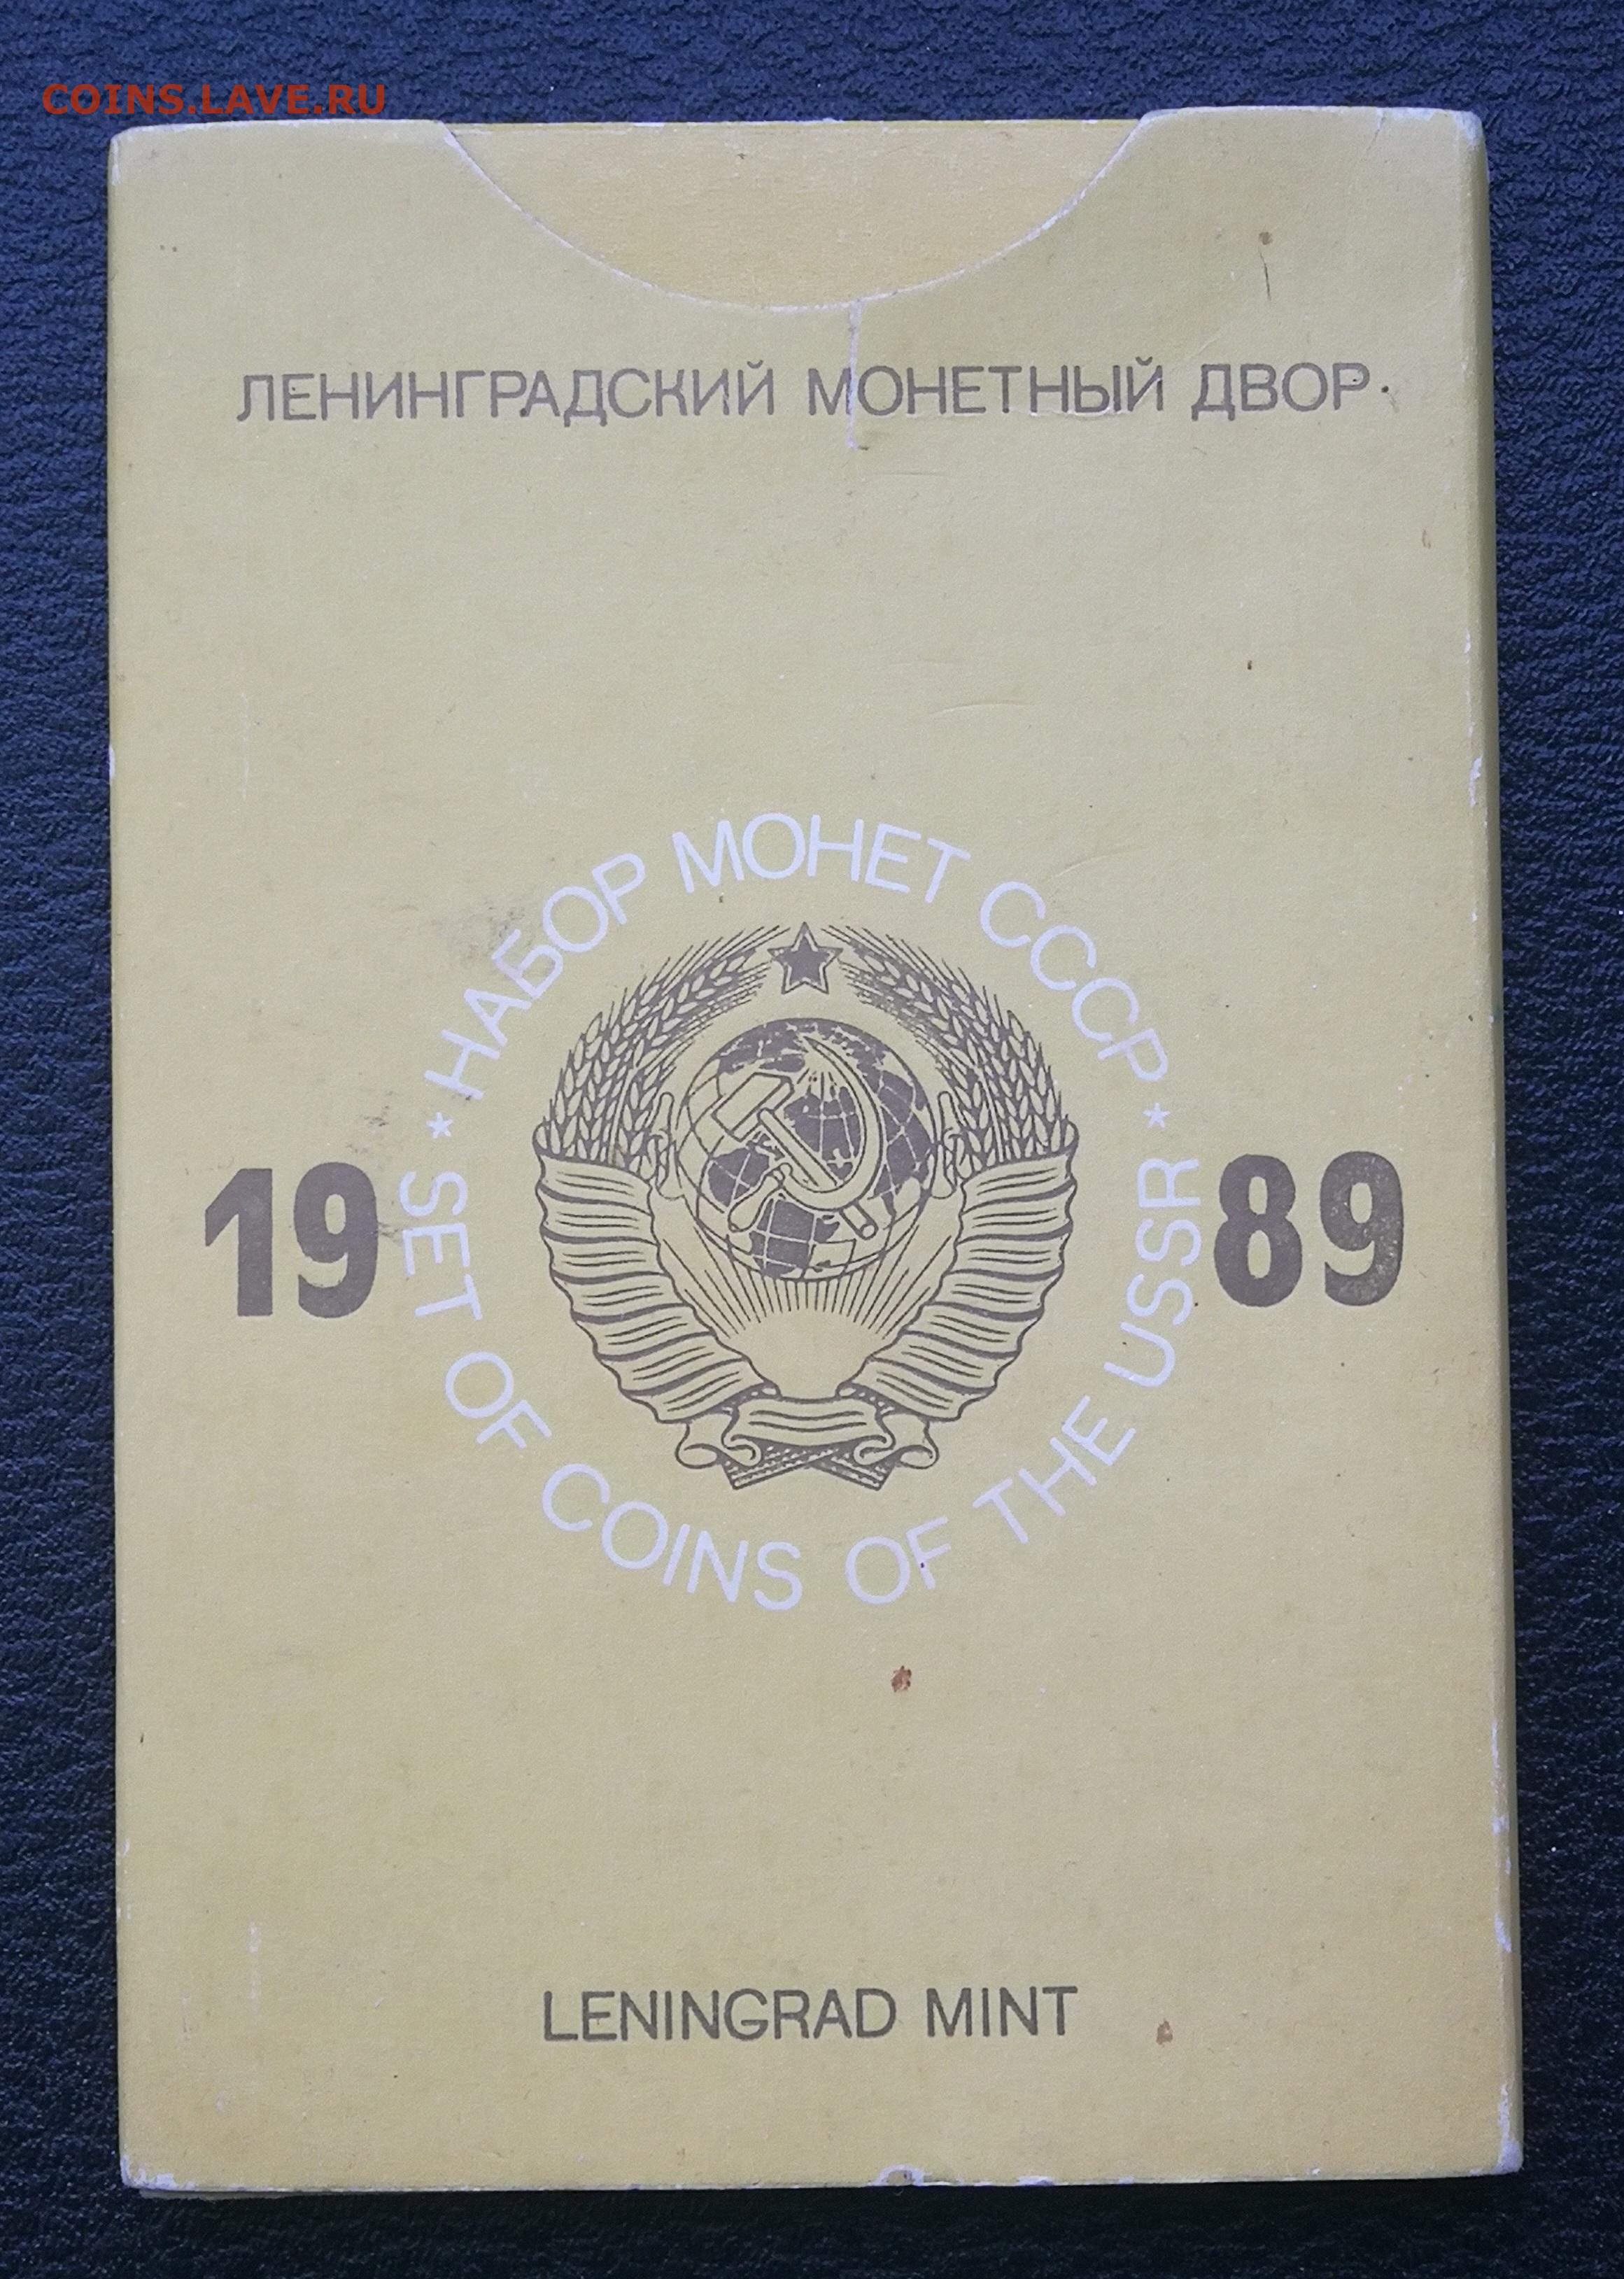 COINS.LAVE.RU
ЛЕНИНГРАДСКИЙ МОНЕТНЫЙ ДВОР
* НАБОР МОНЕТ СССР *
19 89
SET OF COINS OF THE USSR
LENINGRAD MINT